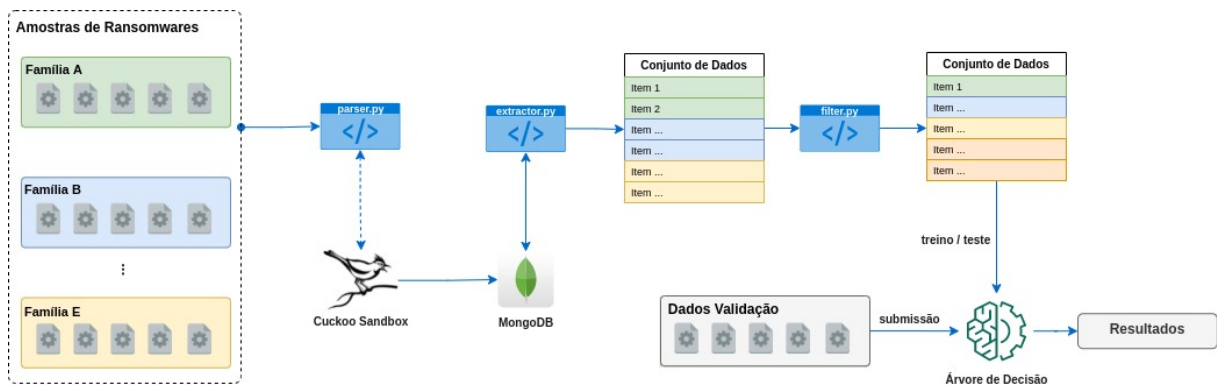 Amostras de Ransomwares
Família A
Família B
⋮
Família E
parser.py
</>
Cuckoo Sandbox
extractor.py
</>
MongoDB
Conjunto de Dados
Item 1
Item 2
Item ...
Item ...
Item ...
Item ...
filter.py
</>
Conjunto de Dados
Item 1
Item ...
Item ...
Item ...
Item ...
treino / teste
Dados Validação
submissão
Árvore de Decisão
Resultados